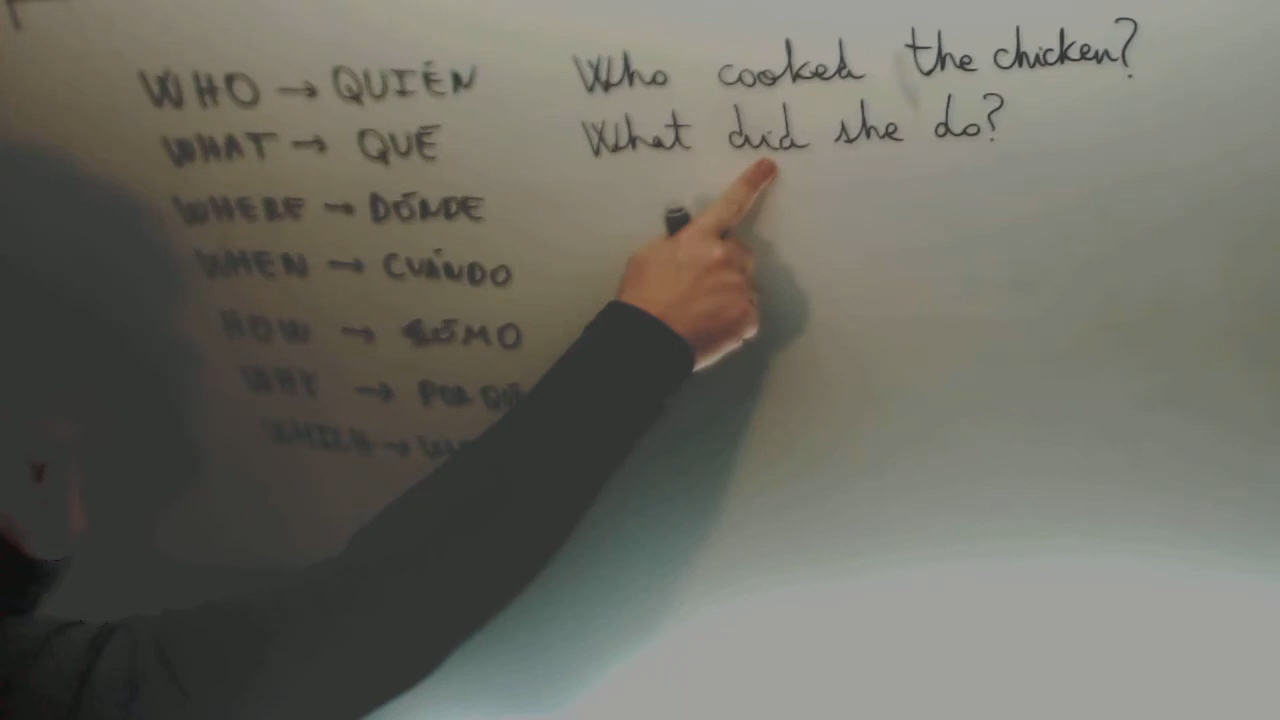 WHO → QUIÉN
WHAT → QUÉ
WHERE → DÓNDE
WHEN → CUÁNDO
HOW → CÓMO
WHY → POR
WHICH →
Who cooked the chicken?
What did she do?